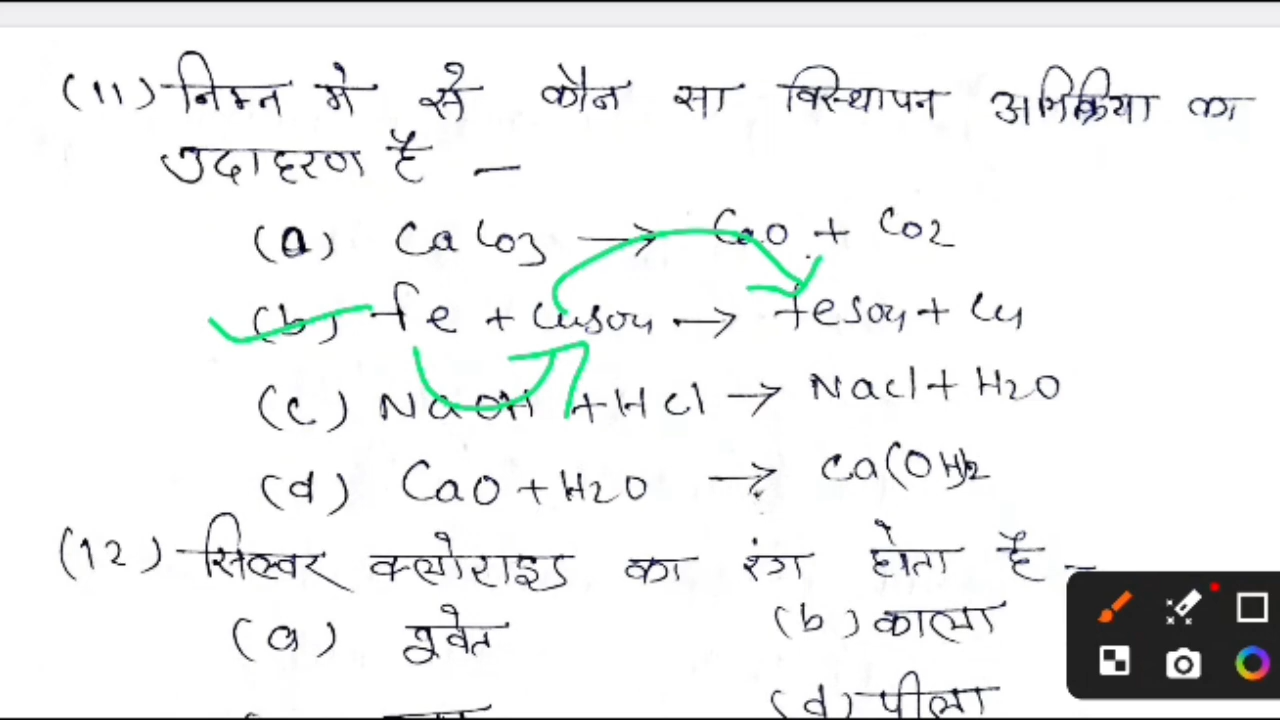 (11) निम्न मे से कौन सा विस्थापन अभिक्रिया का
उदाहरण है –
(a) CaCO3 → CaO + CO2
(b) Fe + CuSO4 → FeSO4 + Cu
(c) NaOH + HCl → NaCl + H2O
(d) CaO + H2O → Ca(OH)2
(12) सिल्वर क्लोराइड का रंग होता है –
(a) श्वेत (b) काला
(d) पीला